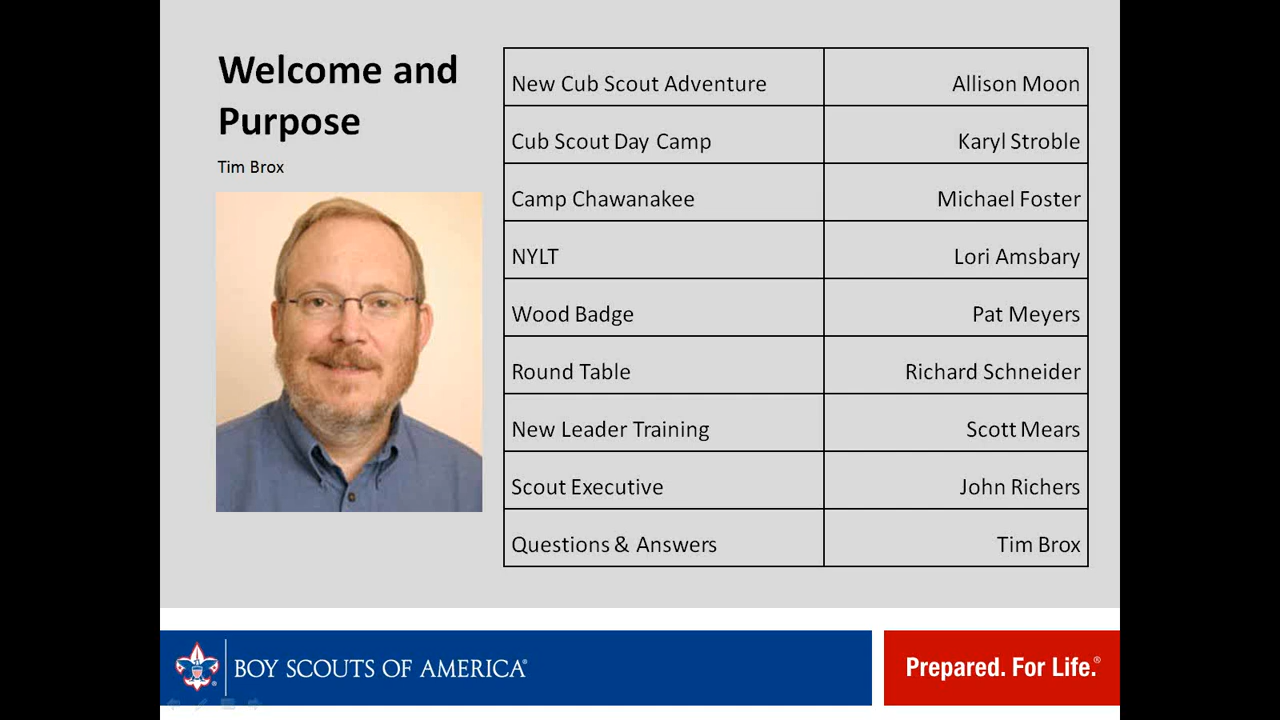 Welcome and
Purpose
Tim Brox
New Cub Scout Adventure Allison Moon
Cub Scout Day Camp Karyl Stroble
Camp Chawanakee Michael Foster
NYLT Lori Amsbary
Wood Badge Pat Meyers
Round Table Richard Schneider
New Leader Training Scott Mears
Scout Executive John Richers
Questions & Answers Tim Brox
BOY SCOUTS OF AMERICA®
Prepared. For Life.®